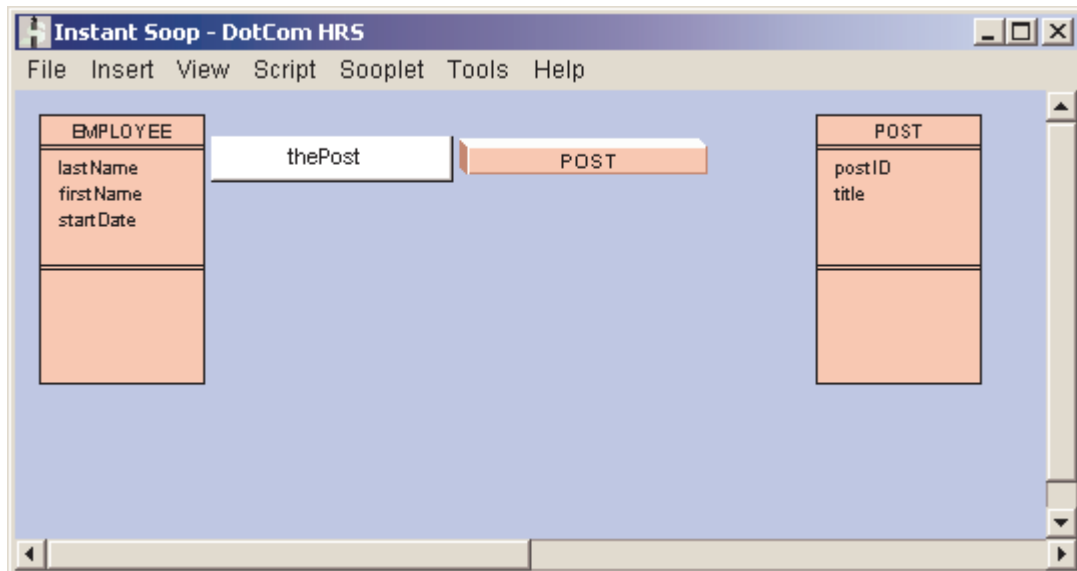 Instant Soop - DotCom HRS
File Insert View Script Sooplet Tools Help
EMPLOYEE
lastName
firstName
startDate
thePost
POST
POST
postID
title